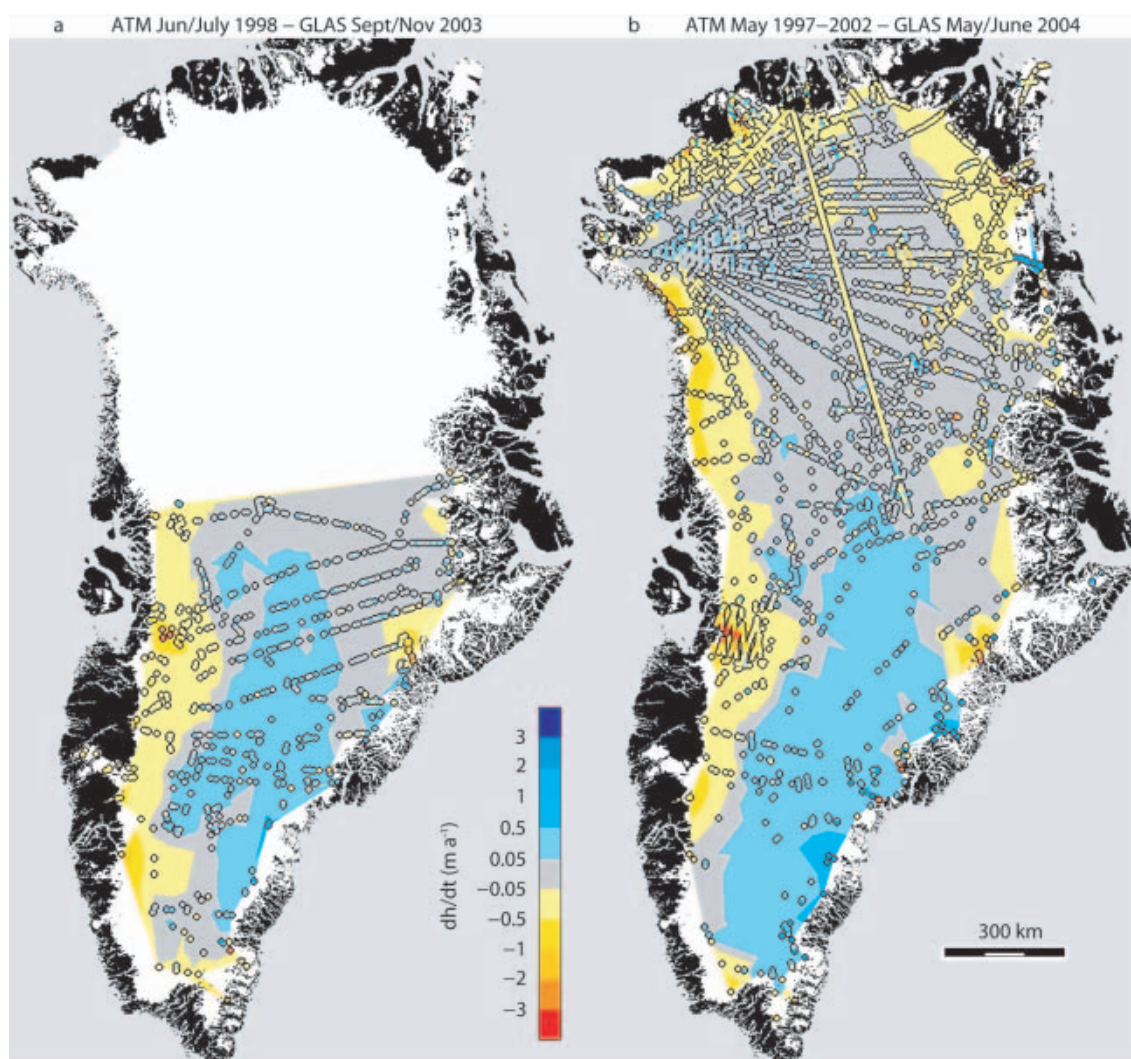 a ATM Jun/July 1998 – GLAS Sept/Nov 2003
b ATM May 1997–2002 – GLAS May/June 2004
3
2
1
0.5
0.05
−0.05
−0.5
−1
−2
−3
dh/dt (m a⁻¹)
300 km